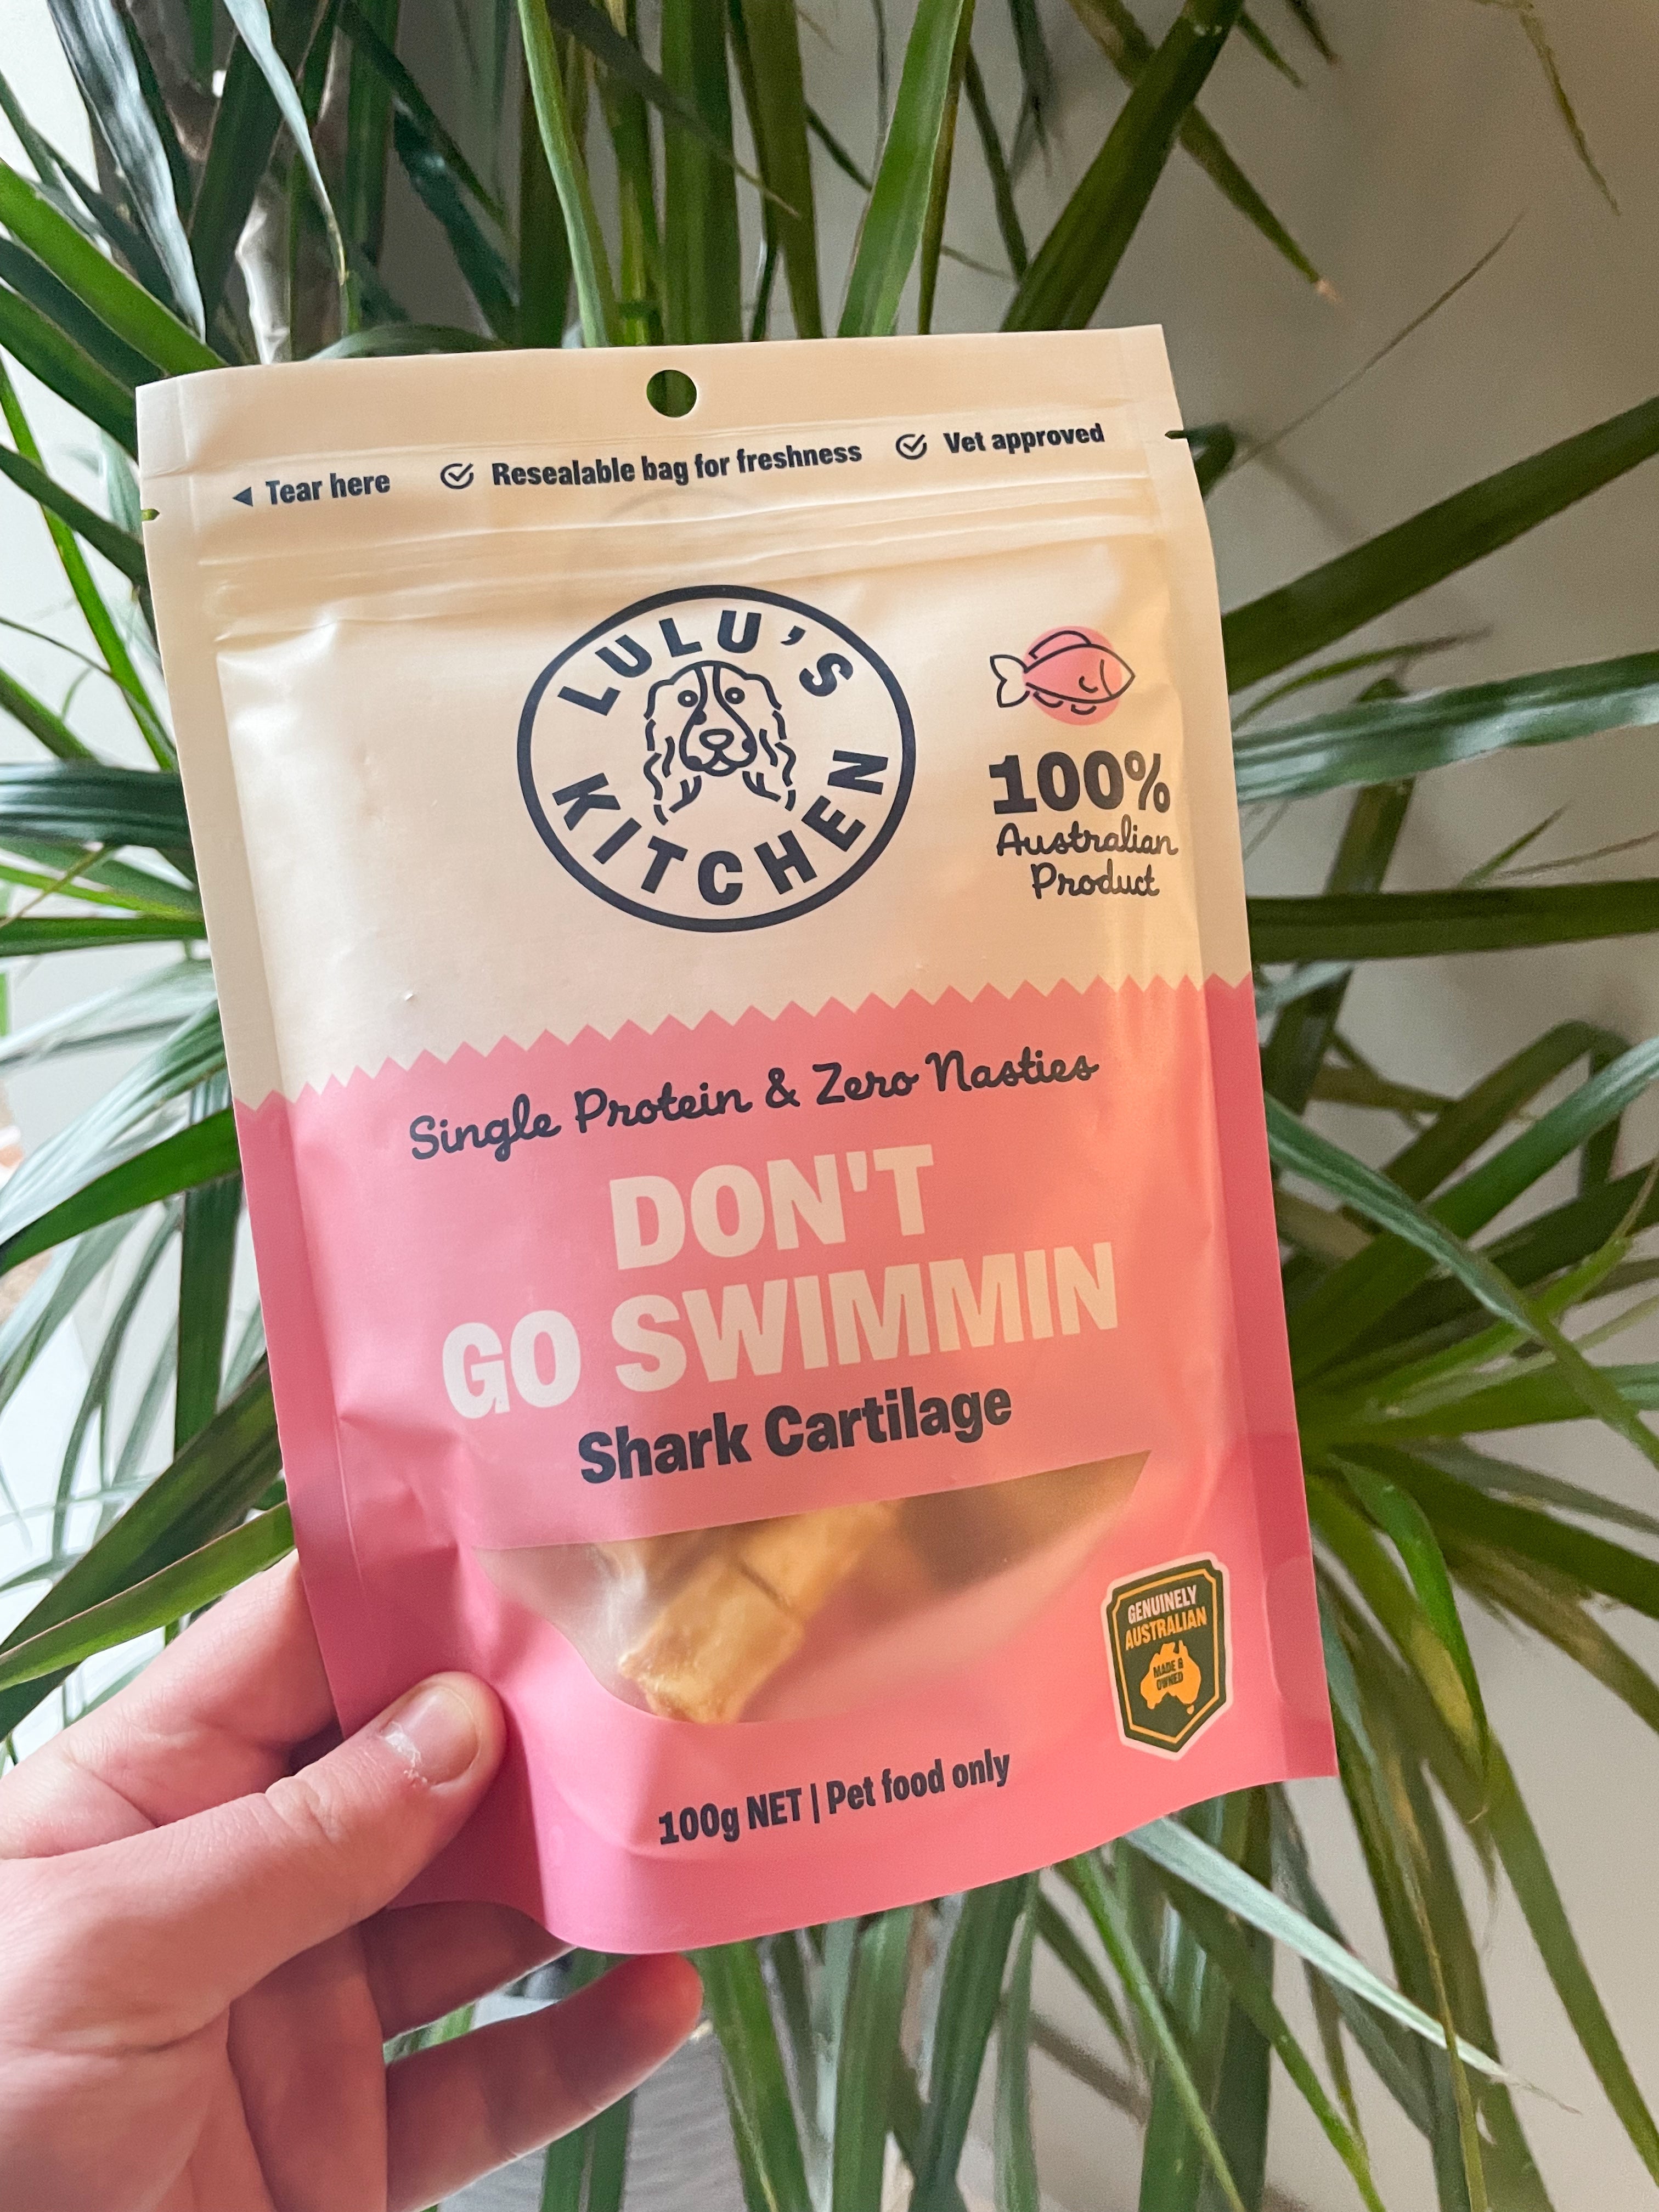 Tear here Resealable bag for freshness Vet approved
LULU'S
KITCHEN
100%
Australian
Product
Single Protein & Zero Nasties
DON'T
GO SWIMMIN
Shark Cartilage
GENUINELY
AUSTRALIAN
MADE &
OWNED
100g NET | Pet food only